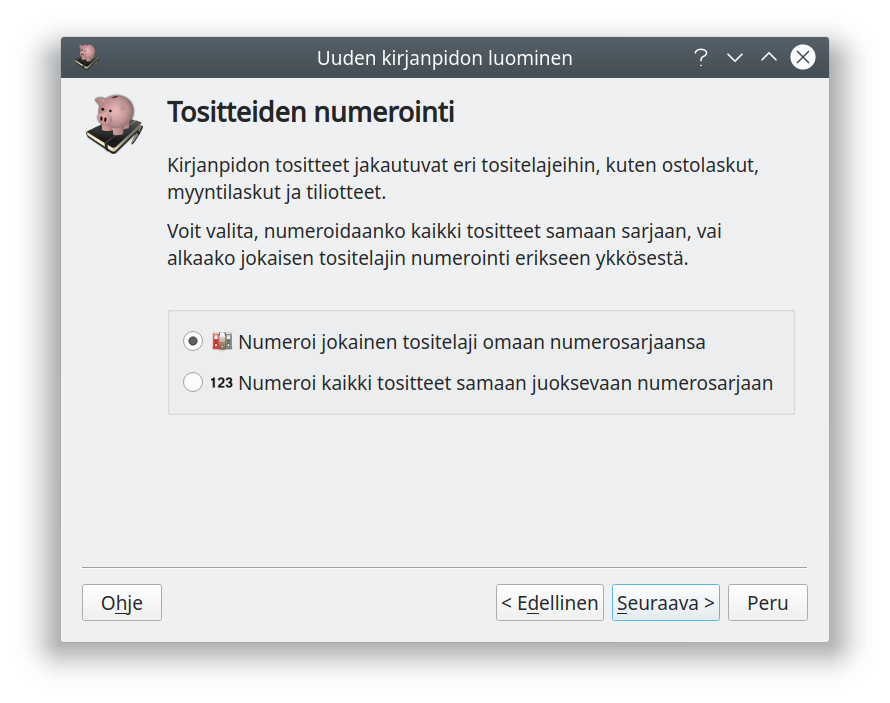 Uuden kirjanpidon luominen
Tositteiden numerointi
Kirjanpidon tositteet jakautuvat eri tositelajeihin, kuten ostolaskut,
myyntilaskut ja tiliotteet.
Voit valita, numeroidaanko kaikki tositteet samaan sarjaan, vai
alkaako jokaisen tositelajin numerointi erikseen ykkösestä.
Numeroi jokainen tositelaji omaan numerosarjaansa
123 Numeroi kaikki tositteet samaan juoksevaan numerosarjaan
Ohje
< Edellinen
Seuraava >
Peru